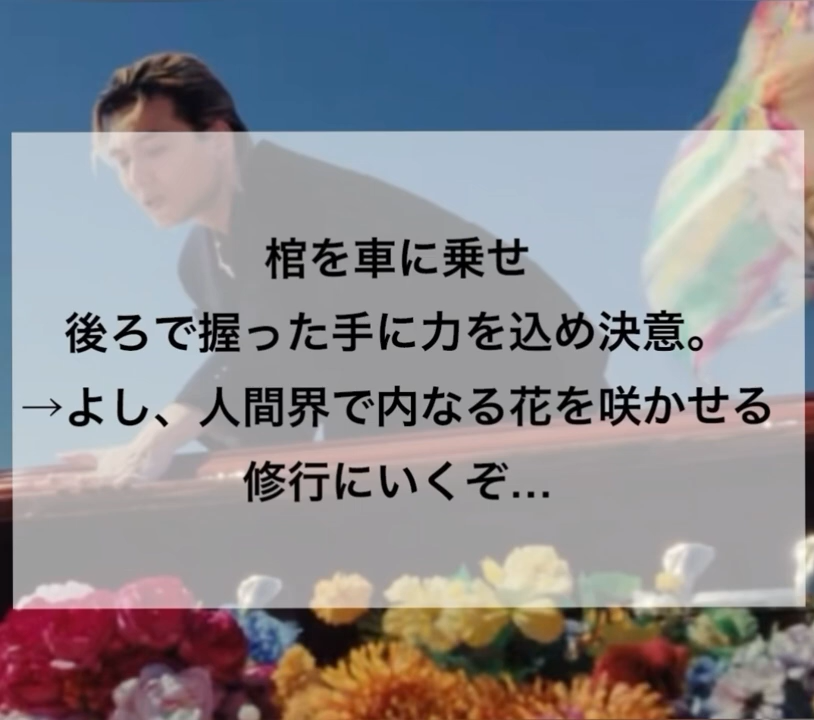 棺を車に乗せ
後ろで握った手に力を込め決意。
→よし、人間界で内なる花を咲かせる
修行にいくぞ…